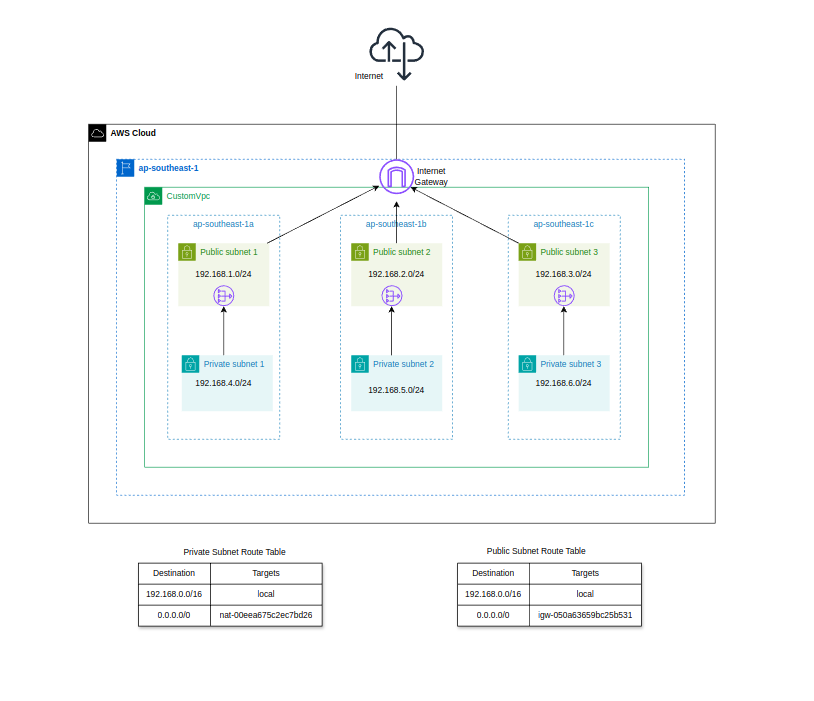 Internet
AWS Cloud
ap-southeast-1
Internet
Gateway
CustomVpc
ap-southeast-1a
ap-southeast-1b
ap-southeast-1c
Public subnet 1
Public subnet 2
Public subnet 3
192.168.1.0/24
192.168.2.0/24
192.168.3.0/24
Private subnet 1
Private subnet 2
Private subnet 3
192.168.4.0/24
192.168.5.0/24
192.168.6.0/24
Private Subnet Route Table
Destination Targets
192.168.0.0/16 local
0.0.0.0/0 nat-00eea675c2ec7bd26
Public Subnet Route Table
Destination Targets
192.168.0.0/16 local
0.0.0.0/0 igw-050a63659bc25b531